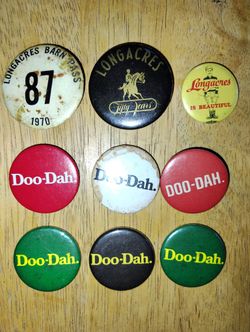 LONGACRES BARN PASS
87
1970
LONGACRES
Fifty Years
Longacres
IS BEAUTIFUL
Doo-Dah.
Doo-Dah.
DOO-DAH.
Doo-Dah.
Doo-Dah.
Doo-Dah.